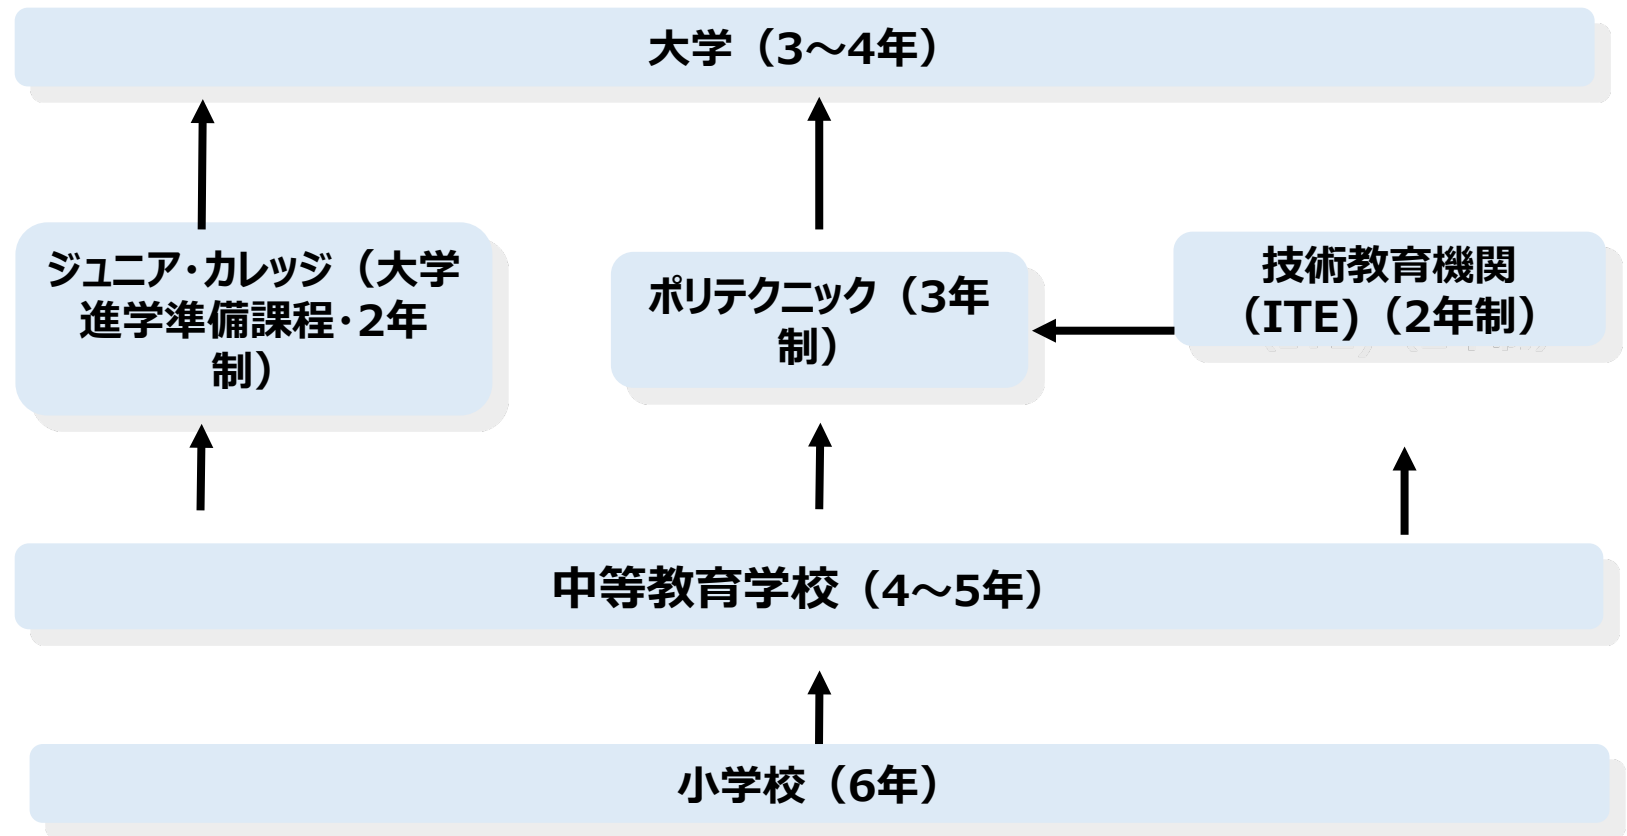 大学（3～4年）
ジュニア・カレッジ（大学
進学準備課程・2年
制）
ポリテクニック（3年
制）
技術教育機関
（ITE)（2年制）
中等教育学校（4～5年）
小学校（6年）